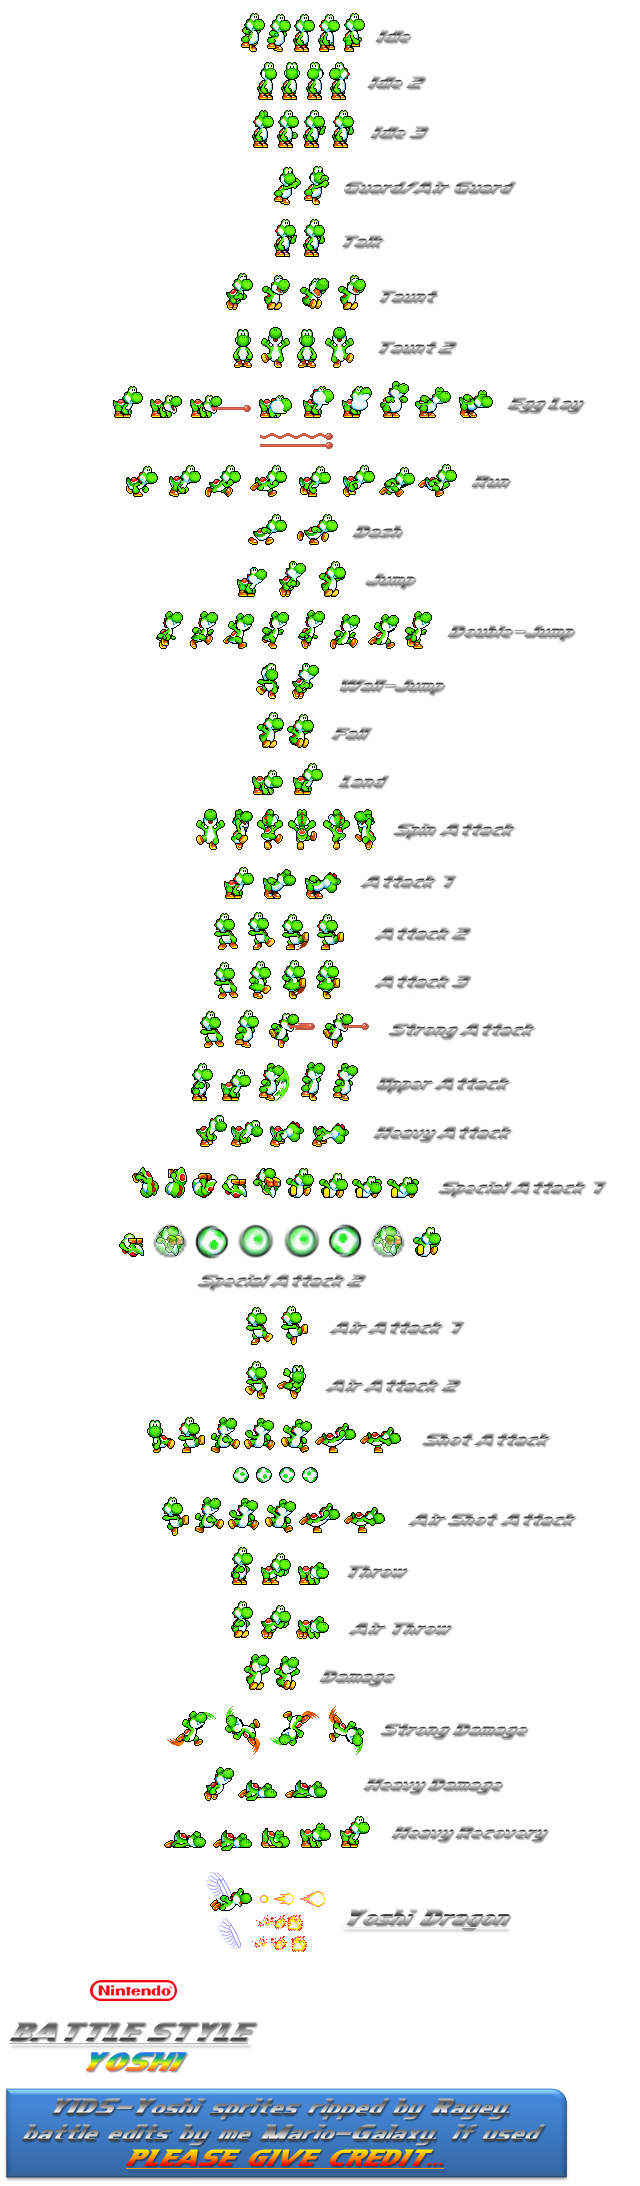 Idle
Idle 2
Idle 3
Guard/Air Guard
Talk
Taunt
Taunt 2
Egg Lay
Run
Dash
Jump
Double-Jump
Wall-Jump
Fall
Land
Spin Attack
Attack 1
Attack 2
Attack 3
Strong Attack
Upper Attack
Heavy Attack
Special Attack 1
Special Attack 2
Air Attack 1
Air Attack 2
Shot Attack
Air Shot Attack
Throw
Air Throw
Damage
Strong Damage
Heavy Damage
Heavy Recovery
Yoshi Dragon
Nintendo®
BATTLE STYLE
YOSHI
YIDS-Yoshi sprites ripped by Ragey,
battle edits by me Mario-Galaxy, if used
PLEASE GIVE CREDIT...